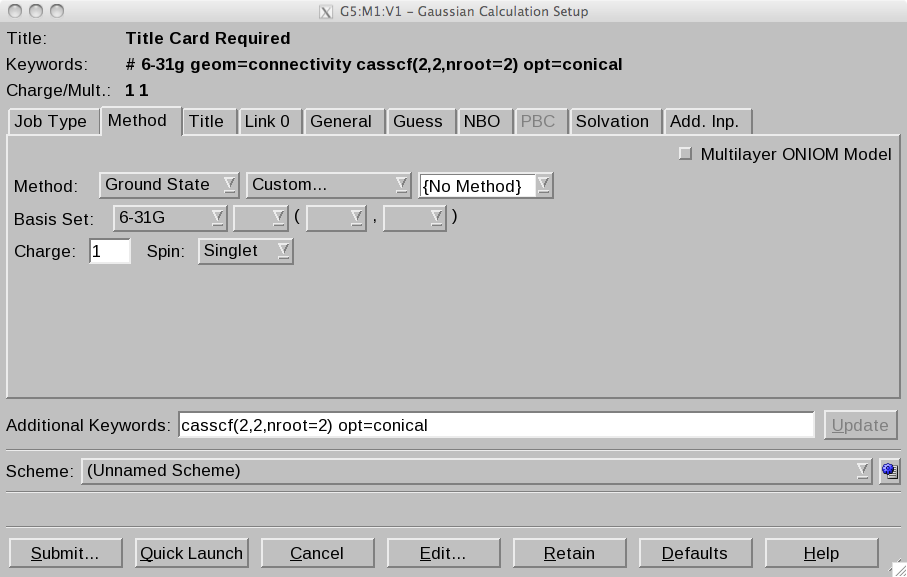 G5:M1:V1 – Gaussian Calculation Setup
Title: Title Card Required
Keywords: # 6-31g geom=connectivity casscf(2,2,nroot=2) opt=conical
Charge/Mult.: 1 1
Job Type Method Title Link 0 General Guess NBO PBC Solvation Add. Inp.
Multilayer ONIOM Model
Method: Ground State Custom... {No Method}
Basis Set: 6-31G ( , )
Charge: 1 Spin: Singlet
Additional Keywords: casscf(2,2,nroot=2) opt=conical Update
Scheme: (Unnamed Scheme)
Submit... Quick Launch Cancel Edit... Retain Defaults Help